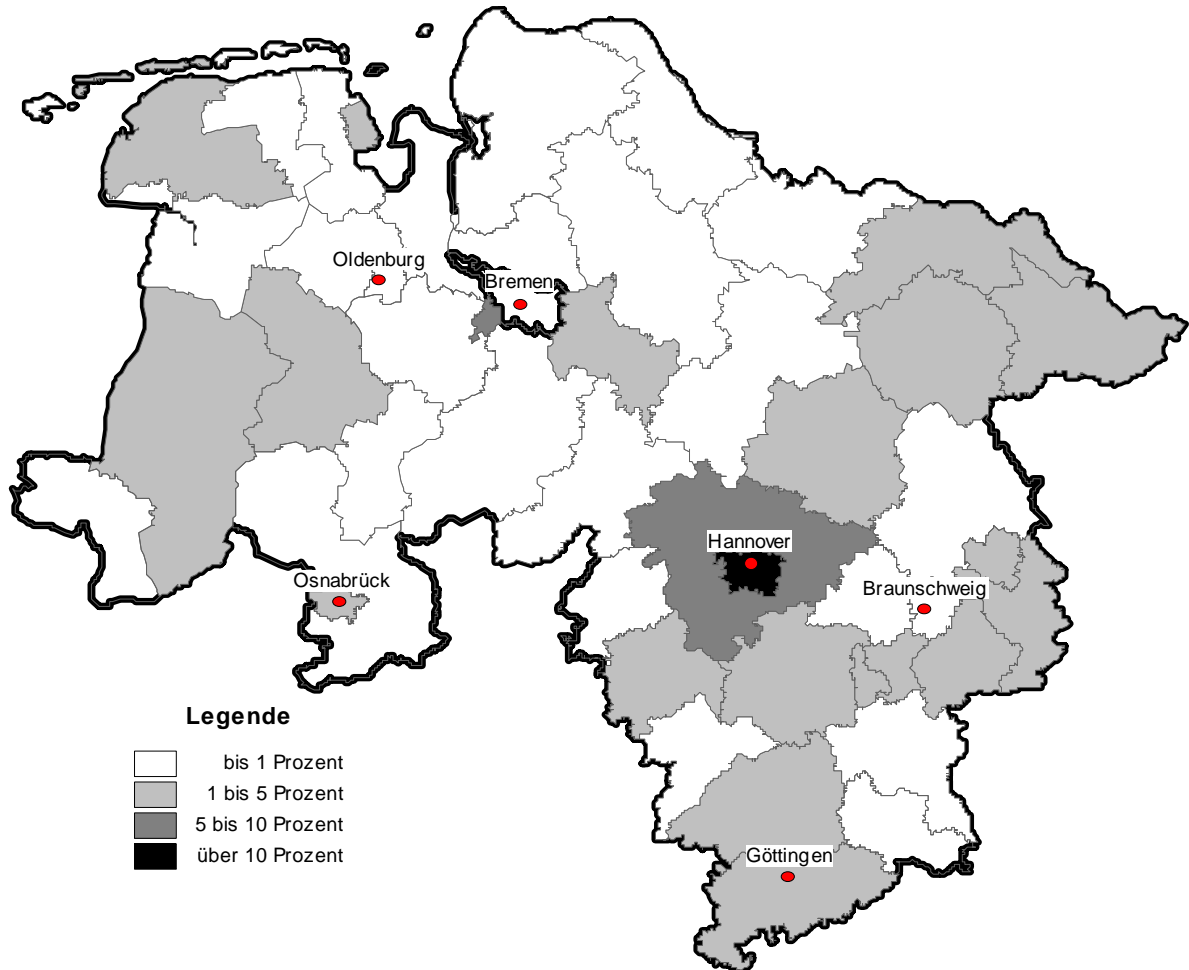 Oldenburg
Bremen
Hannover
Osnabrück
Braunschweig
Legende
bis 1 Prozent
1 bis 5 Prozent
5 bis 10 Prozent
über 10 Prozent
Göttingen